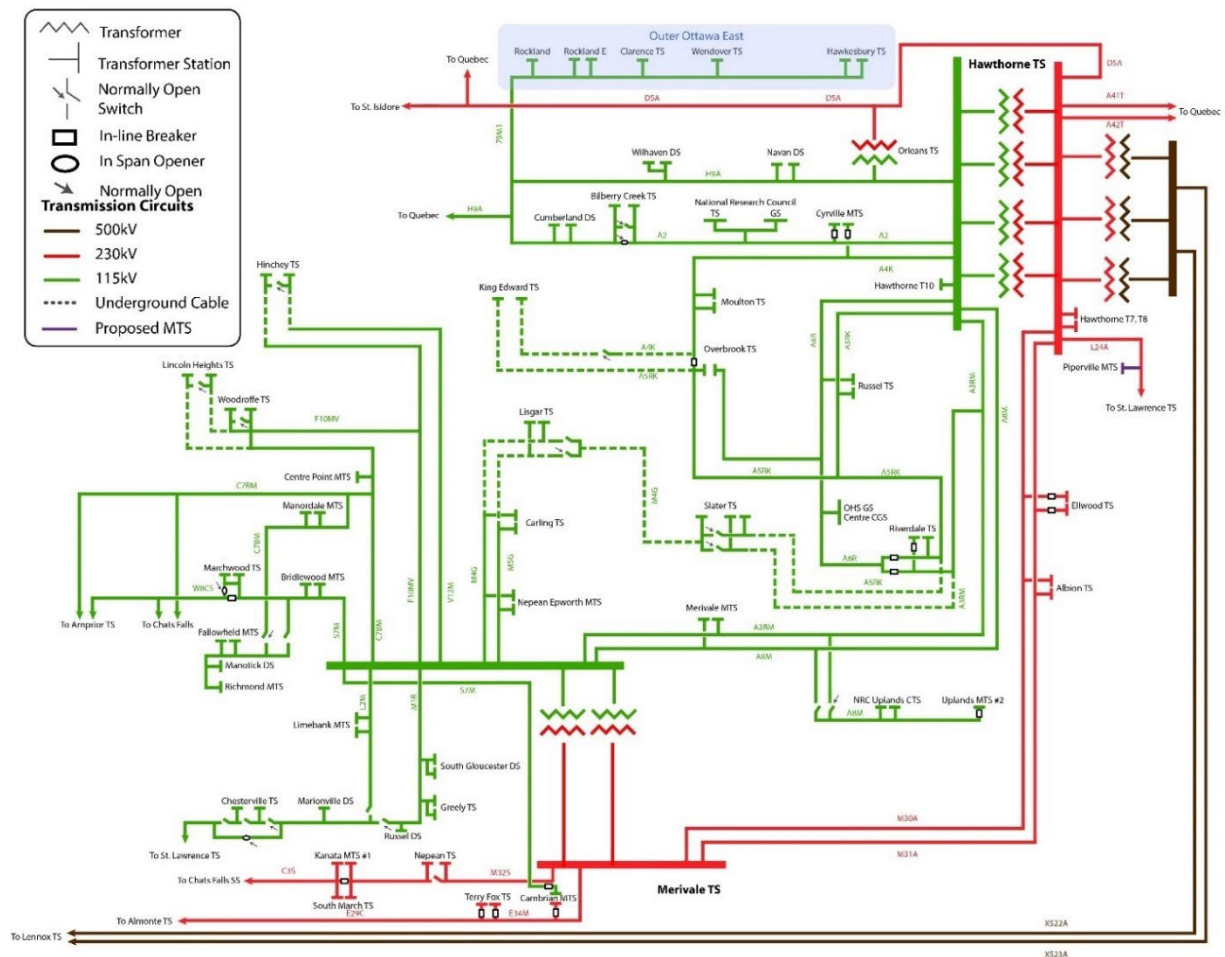 Transformer
Transformer Station
Normally Open
Switch
In-line Breaker
In Span Opener
Normally Open
Transmission Circuits
500kV
230kV
115kV
Underground Cable
Proposed MTS
Outer Ottawa East
Rockland
Rockland E
Clarence TS
Wendover TS
Hawkesbury TS
To Quebec
To St. Isidore
D5A
D5A
79M1
Hawthorne TS
D5A
A41T
To Quebec
A42T
Orleans TS
Wilhaven DS
Navan DS
H9A
To Quebec
H9A
Cumberland DS
Bilberry Creek TS
National Research Council
TS
GS
Cyrville MTS
A2
A2
A4K
Hawthorne T10
Hinchey TS
King Edward TS
Moulton TS
A4K
Overbrook TS
A5RK
A6R
A5RK
Russel TS
A3RM
A8M
Hawthorne T7, T8
L24A
Piperville MTS
To St. Lawrence TS
Lincoln Heights TS
Woodroffe TS
F10MV
Lisgar TS
Centre Point MTS
C7BM
Manordale MTS
C7BM
Carling TS
M4G
M5G
M4G
A5RK
A5RK
Slater TS
OHS GS
Centre CGS
Riverdale TS
A6R
A5RK
A3RM
Ellwood TS
Albion TS
Marchwood TS
W6CS
Bridlewood MTS
To Arnprior TS
To Chats Falls
S7M
C7BM
F10MV
V12M
Nepean Epworth MTS
Fallowfield MTS
Manotick DS
Richmond MTS
Merivale MTS
A3RM
A8M
S7M
NRC Uplands CTS
Uplands MTS #2
A8M
L2M
M1R
Limebank MTS
South Gloucester DS
Chesterville TS
Marionville DS
Greely TS
Russel DS
To St. Lawrence TS
M30A
M31A
Kanata MTS #1
Nepean TS
C3S
M32S
To Chats Falls SS
South March TS
Cambrian MTS
Merivale TS
Terry Fox TS
E29C
E34M
To Almonte TS
To Lennox TS
X522A
X523A